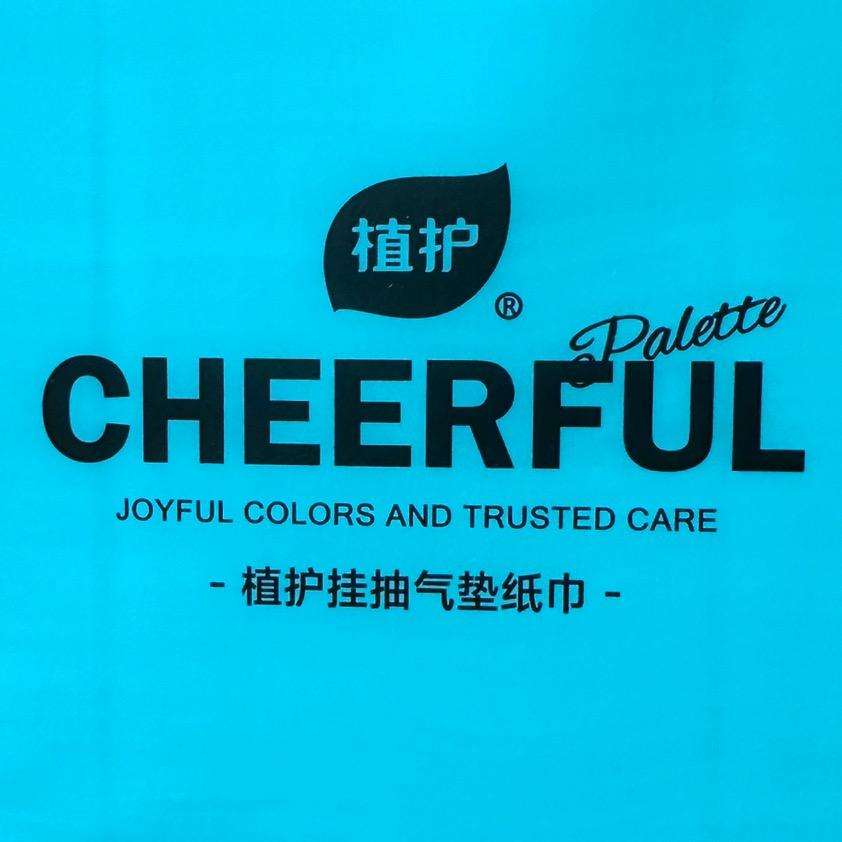 植护
®
Palette
CHEERFUL
JOYFUL COLORS AND TRUSTED CARE
- 植护挂抽气垫纸巾 -